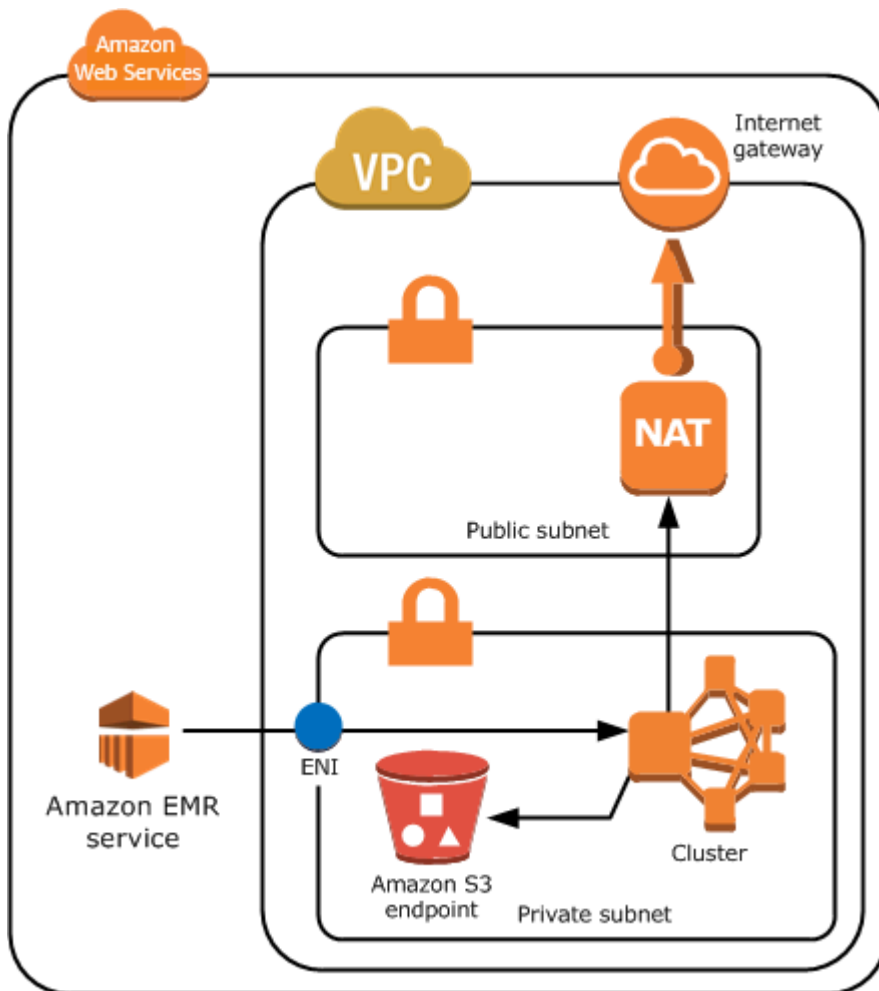 Amazon
Web Services
Internet
gateway
VPC
NAT
Public subnet
ENI
Amazon EMR
service
Cluster
Amazon S3
endpoint
Private subnet